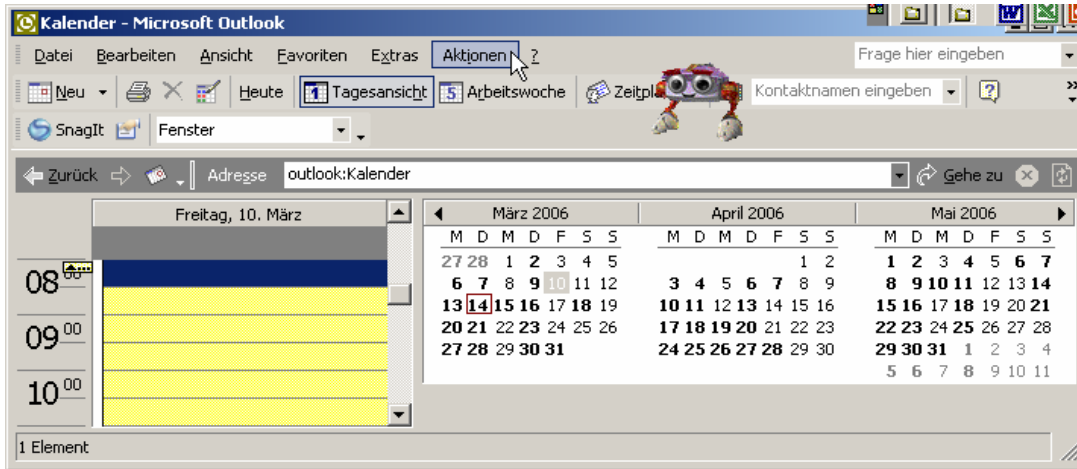 Kalender - Microsoft Outlook
Datei Bearbeiten Ansicht Favoriten Extras Aktionen ? Frage hier eingeben
Neu Heute 1 Tagesansicht 5 Arbeitswoche Zeitpla Kontaktnamen eingeben
SnagIt Fenster
Zurück Adresse outlook:Kalender Gehe zu
Freitag, 10. März März 2006 April 2006 Mai 2006
M D M D F S S M D M D F S S M D M D F S S
27 28 1 2 3 4 5 1 2 1 2 3 4 5 6 7
08 6 7 8 9 10 11 12 3 4 5 6 7 8 9 8 9 10 11 12 13 14
13 14 15 16 17 18 19 10 11 12 13 14 15 16 15 16 17 18 19 20 21
09 00 20 21 22 23 24 25 26 17 18 19 20 21 22 23 22 23 24 25 26 27 28
27 28 29 30 31 24 25 26 27 28 29 30 29 30 31 1 2 3 4
5 6 7 8 9 10 11
10 00
1 Element